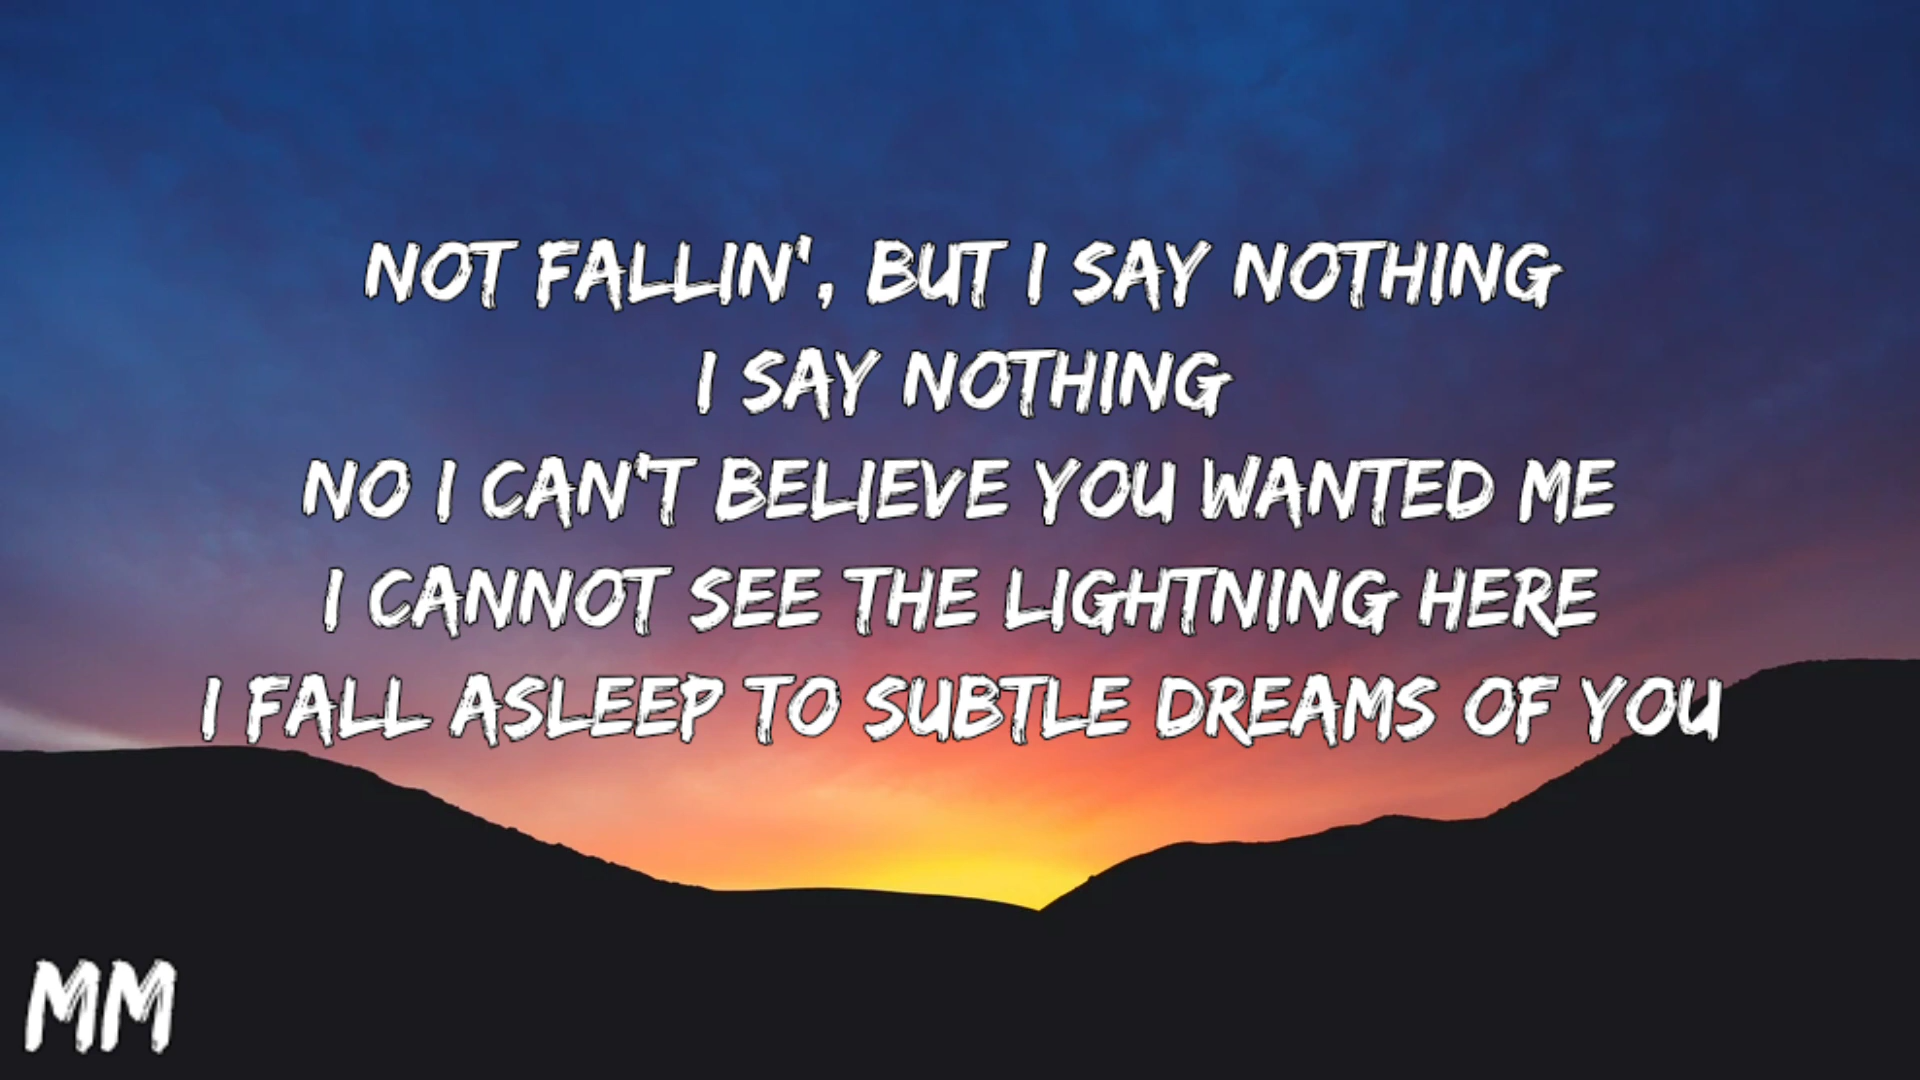 NOT FALLIN', BUT I SAY NOTHING
I SAY NOTHING
NO I CAN'T BELIEVE YOU WANTED ME
I CANNOT SEE THE LIGHTNING HERE
I FALL ASLEEP TO SUBTLE DREAMS OF YOU
MM